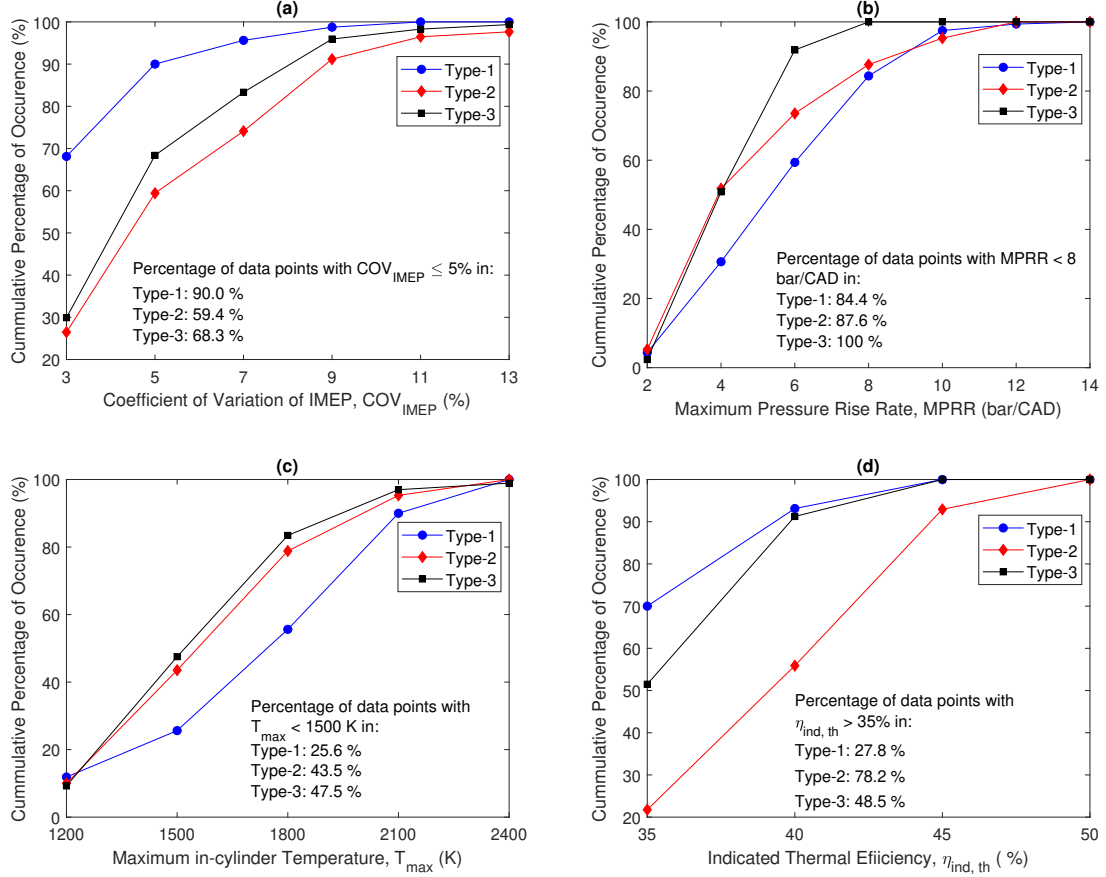 (a)
100
90
80
70
60
50
40
30
20
3
5
7
9
11
13
Cummulative Percentage of Occurence (%)
Coefficient of Variation of IMEP, COV_IMEP (%)
Type-1
Type-2
Type-3
Percentage of data points with COV_IMEP ≤ 5% in:
Type-1: 90.0 %
Type-2: 59.4 %
Type-3: 68.3 %
(b)
100
80
60
40
20
0
2
4
6
8
10
12
14
Cummulative Percentage of Occurence (%)
Maximum Pressure Rise Rate, MPRR (bar/CAD)
Type-1
Type-2
Type-3
Percentage of data points with MPRR < 8
bar/CAD in:
Type-1: 84.4 %
Type-2: 87.6 %
Type-3: 100 %
(c)
100
80
60
40
20
0
1200
1500
1800
2100
2400
Cummulative Percentage of Occurence (%)
Maximum in-cylinder Temperature, T_max (K)
Type-1
Type-2
Type-3
Percentage of data points with
T_max < 1500 K in:
Type-1: 25.6 %
Type-2: 43.5 %
Type-3: 47.5 %
(d)
100
90
80
70
60
50
40
30
20
35
40
45
50
Cummulative Percentage of Occurence (%)
Indicated Thermal Efiiciency, η_ind, th ( %)
Type-1
Type-2
Type-3
Percentage of data points with
η_ind, th > 35% in:
Type-1: 27.8 %
Type-2: 78.2 %
Type-3: 48.5 %